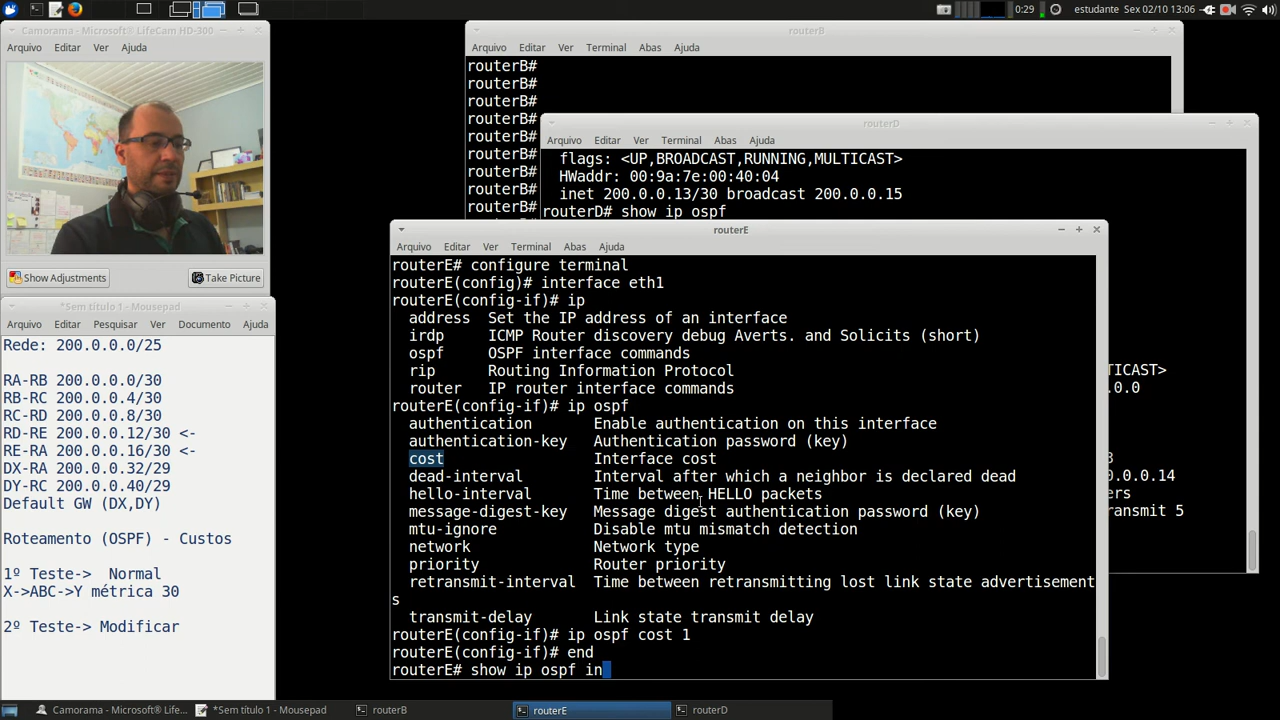 0:29 estudante Sex 02/10 13:06
Camorama - Microsoft® LifeCam HD-300
Arquivo Editar Ver Ajuda
Show Adjustments Take Picture
*Sem título 1 - Mousepad
Arquivo Editar Pesquisar Ver Documento Ajuda
Rede: 200.0.0.0/25
RA-RB 200.0.0.0/30
RB-RC 200.0.0.4/30
RC-RD 200.0.0.8/30
RD-RE 200.0.0.12/30 <-
RE-RA 200.0.0.16/30 <-
DX-RA 200.0.0.32/29
DY-RC 200.0.0.40/29
Default GW (DX,DY)
Roteamento (OSPF) - Custos
1º Teste-> Normal
X->ABC->Y métrica 30
2º Teste-> Modificar
routerB
Arquivo Editar Ver Terminal Abas Ajuda
routerB#
routerB#
routerB#
routerB#
routerB#
routerB#
routerB#
routerB#
routerB#
routerD
Arquivo Editar Ver Terminal Abas Ajuda
flags: <UP,BROADCAST,RUNNING,MULTICAST>
HWaddr: 00:9a:7e:00:40:04
inet 200.0.0.13/30 broadcast 200.0.0.15
routerD# show ip ospf
TICAST>
.0.0
3
0.0.0.14
ers
ransmit 5
routerE
Arquivo Editar Ver Terminal Abas Ajuda
routerE# configure terminal
routerE(config)# interface eth1
routerE(config-if)# ip
address Set the IP address of an interface
irdp ICMP Router discovery debug Averts. and Solicits (short)
ospf OSPF interface commands
rip Routing Information Protocol
router IP router interface commands
routerE(config-if)# ip ospf
authentication Enable authentication on this interface
authentication-key Authentication password (key)
cost Interface cost
dead-interval Interval after which a neighbor is declared dead
hello-interval Time between HELLO packets
message-digest-key Message digest authentication password (key)
mtu-ignore Disable mtu mismatch detection
network Network type
priority Router priority
retransmit-interval Time between retransmitting lost link state advertisement
s
transmit-delay Link state transmit delay
routerE(config-if)# ip ospf cost 1
routerE(config-if)# end
routerE# show ip ospf in
Camorama - Microsoft® LifeC... *Sem título 1 - Mousepad routerB routerE routerD